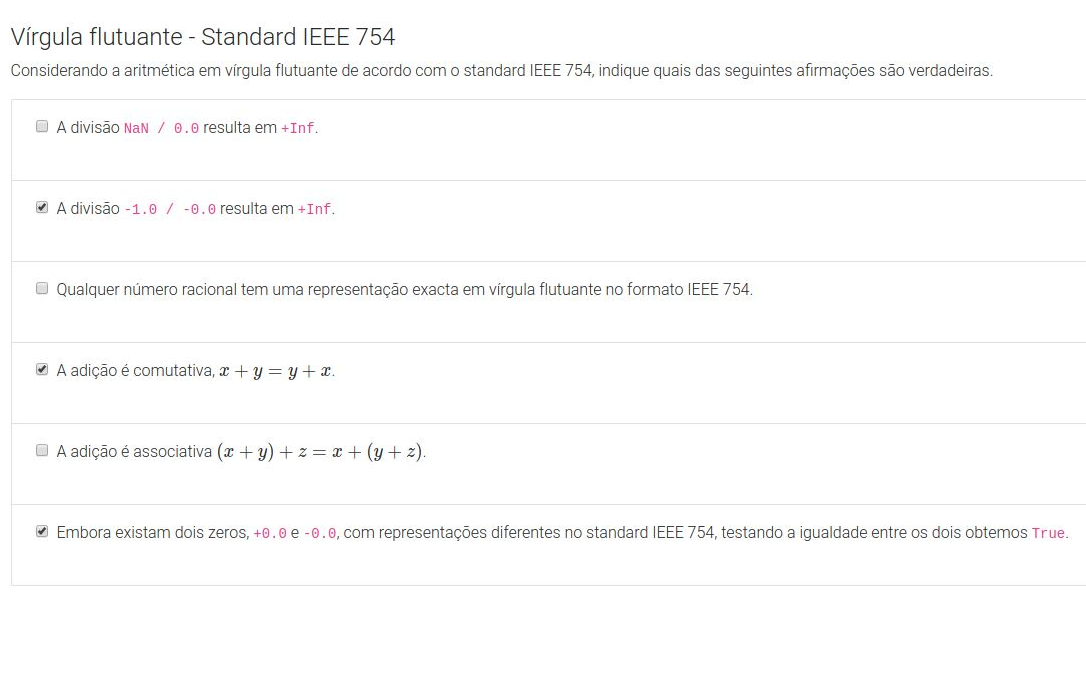 Vírgula flutuante - Standard IEEE 754
Considerando a aritmética em vírgula flutuante de acordo com o standard IEEE 754, indique quais das seguintes afirmações são verdadeiras.
A divisão NaN / 0.0 resulta em +Inf.
A divisão -1.0 / -0.0 resulta em +Inf.
Qualquer número racional tem uma representação exacta em vírgula flutuante no formato IEEE 754.
A adição é comutativa, x + y = y + x.
A adição é associativa (x + y) + z = x + (y + z).
Embora existam dois zeros, +0.0 e -0.0, com representações diferentes no standard IEEE 754, testando a igualdade entre os dois obtemos True.